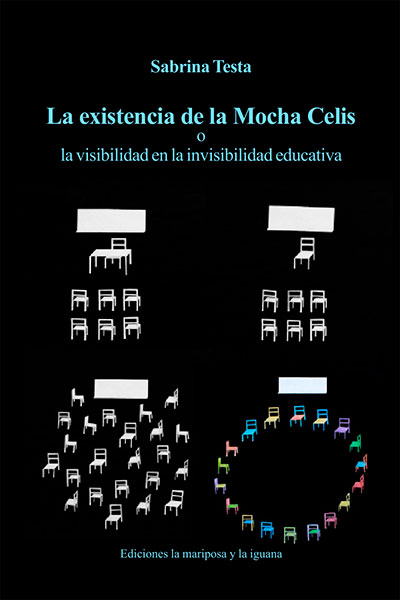 Sabrina Testa
La existencia de la Mocha Celis
o
la visibilidad en la invisibilidad educativa
Ediciones la mariposa y la iguana